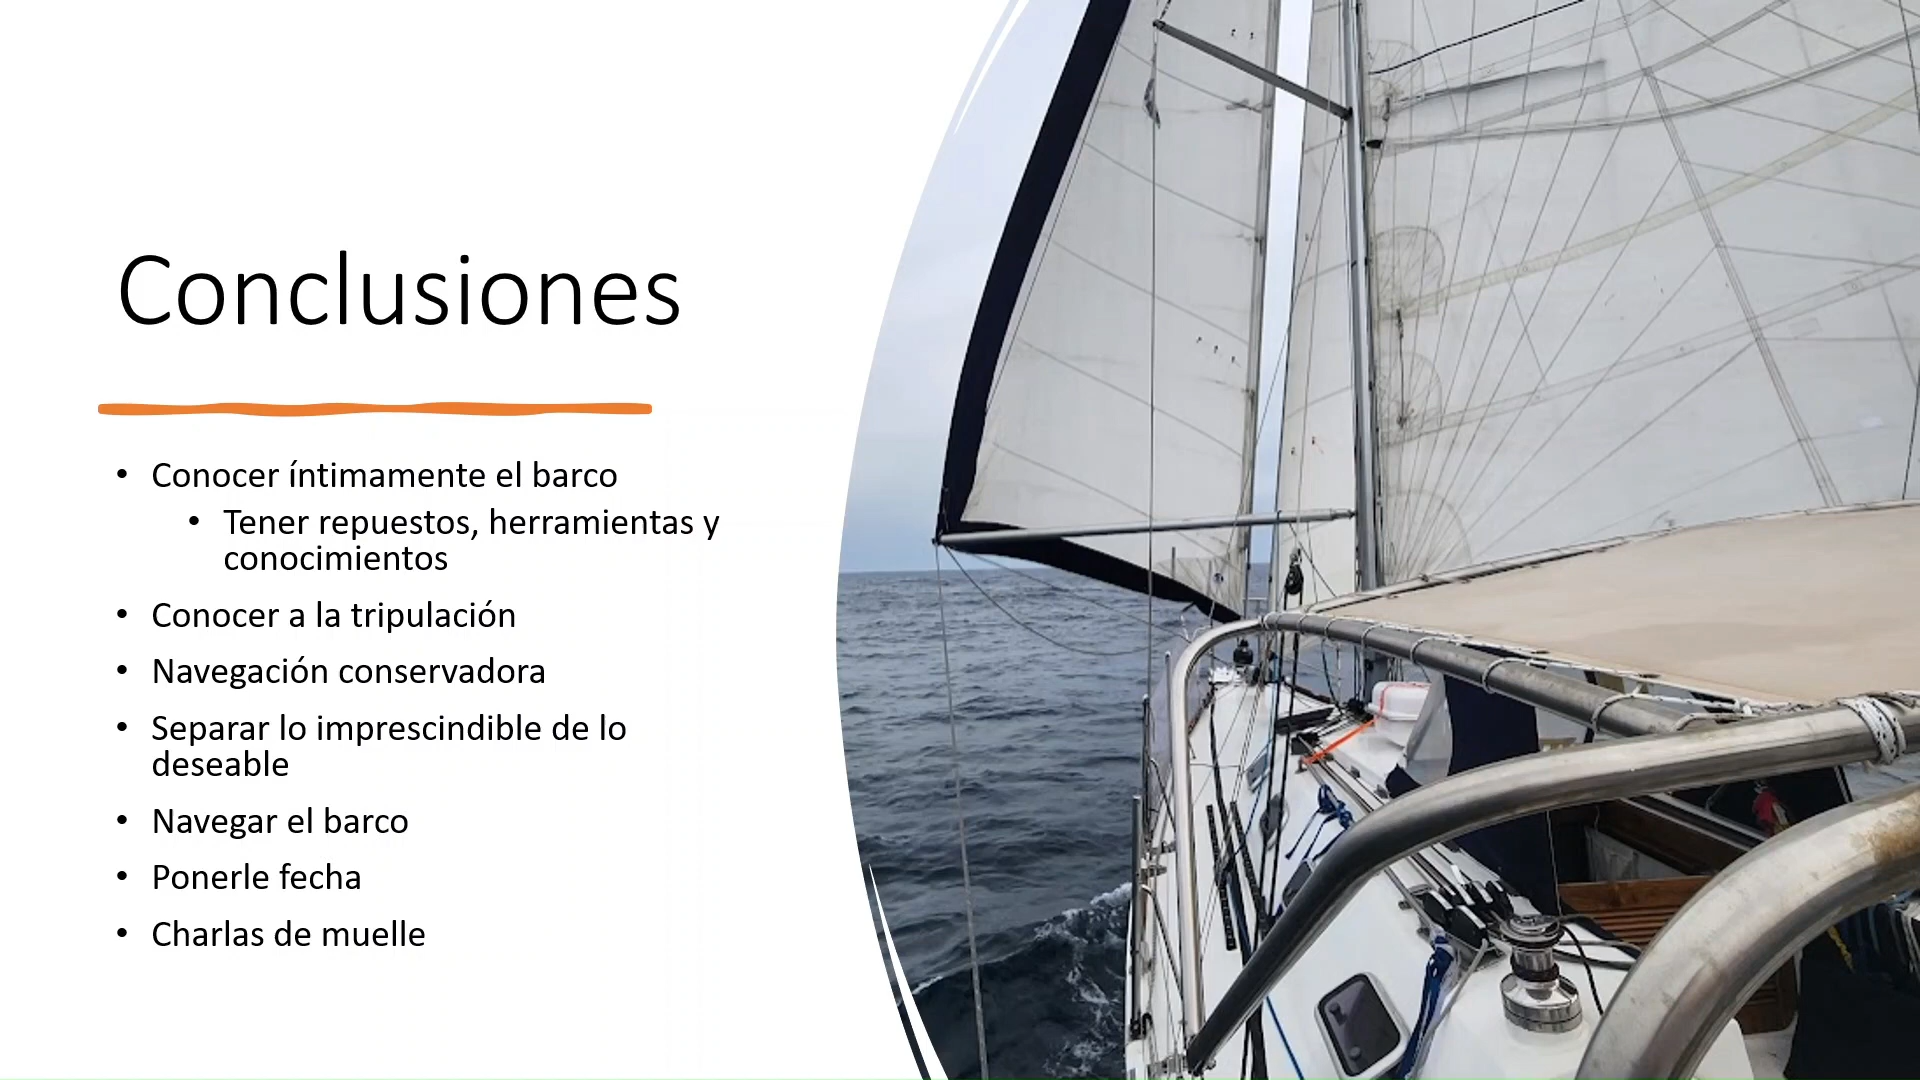 Conclusiones
• Conocer íntimamente el barco
• Tener repuestos, herramientas y
conocimientos
• Conocer a la tripulación
• Navegación conservadora
• Separar lo imprescindible de lo
deseable
• Navegar el barco
• Ponerle fecha
• Charlas de muelle